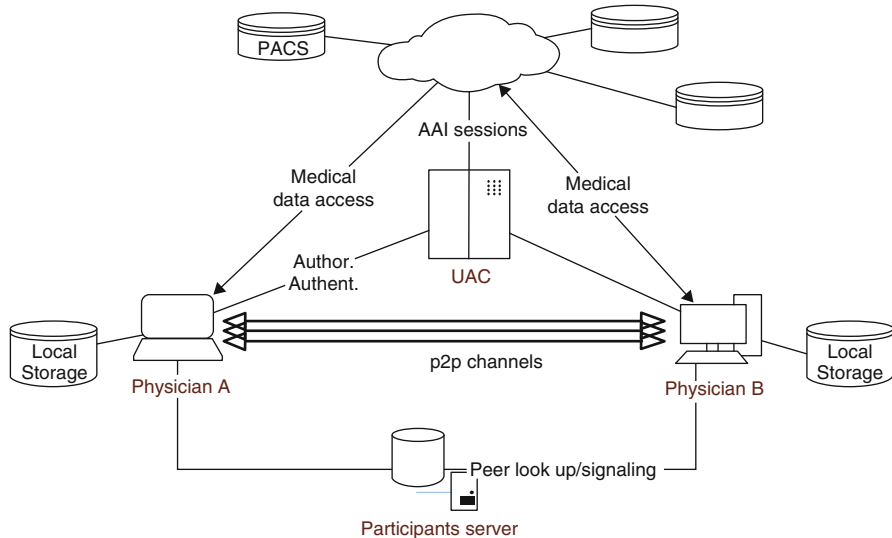 PACS
AAI sessions
Medical
data access
Medical
data access
Author.
Authent.
UAC
Local
Storage
p2p channels
Local
Storage
Physician A
Physician B
Peer look up/signaling
Participants server